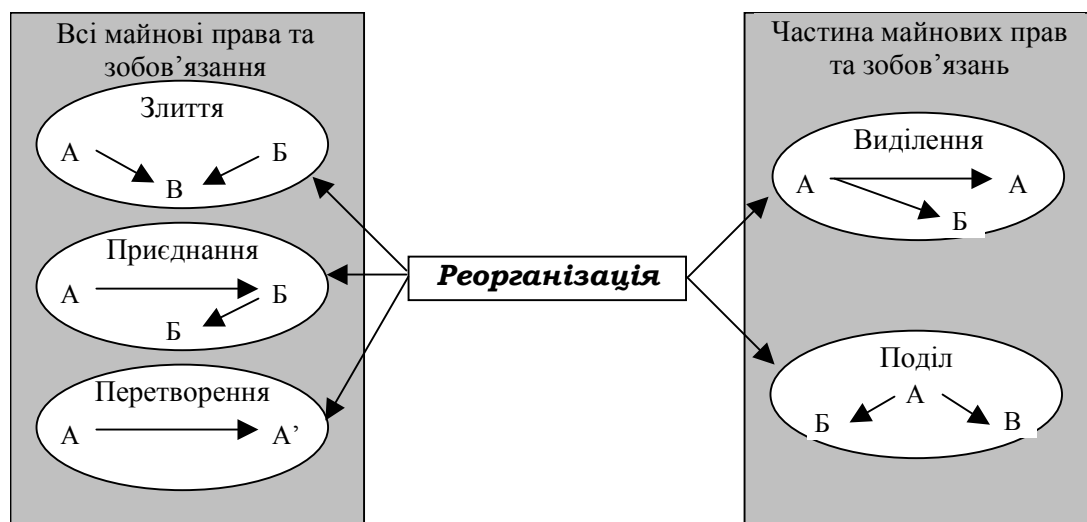 Всі майнові права та
зобов’язання
Злиття
А Б
В
Приєднання
А Б
Б
Перетворення
А А’
Реорганізація
Частина майнових прав
та зобов’язань
Виділення
А А
Б
Поділ
А
Б В